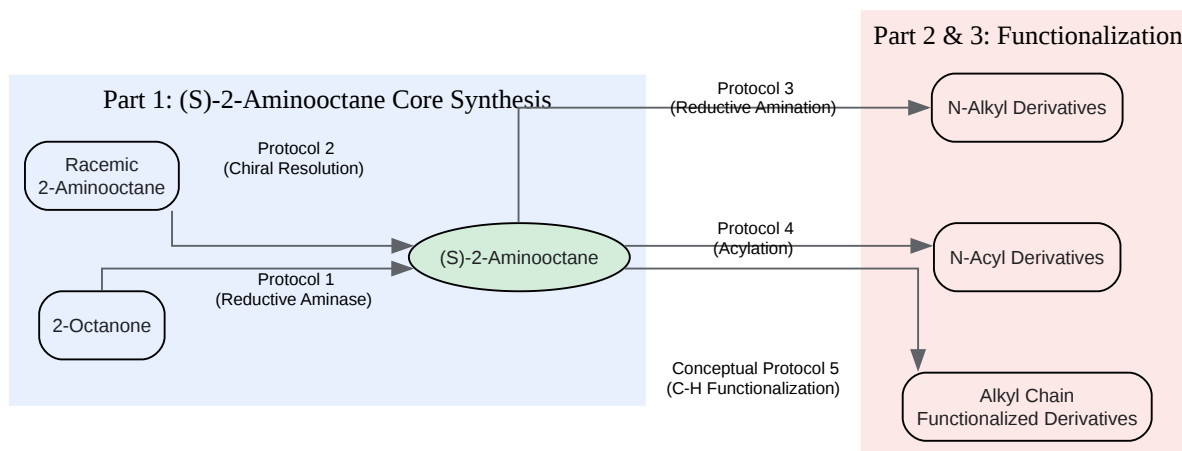 Part 1: (S)-2-Aminooctane Core Synthesis
Racemic
2-Aminooctane
Protocol 2
(Chiral Resolution)
2-Octanone
Protocol 1
(Reductive Aminase)
(S)-2-Aminooctane
Protocol 3
(Reductive Amination)
Protocol 4
(Acylation)
Conceptual Protocol 5
(C-H Functionalization)
Part 2 & 3: Functionalization
N-Alkyl Derivatives
N-Acyl Derivatives
Alkyl Chain
Functionalized Derivatives